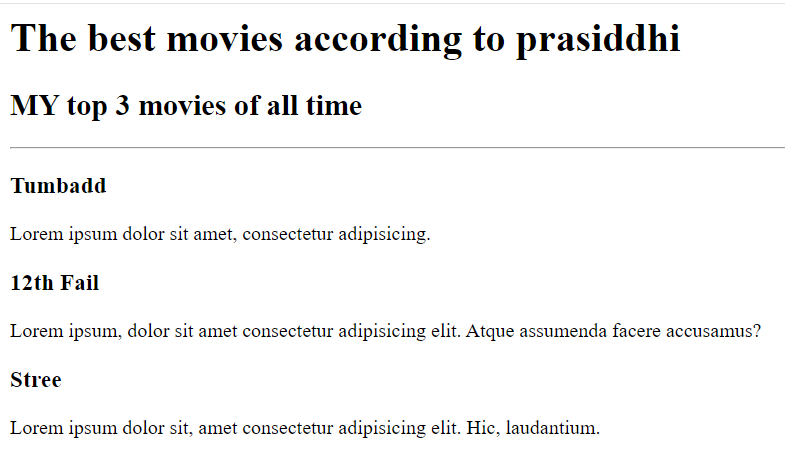 The best movies according to prasiddhi
MY top 3 movies of all time
Tumbadd
Lorem ipsum dolor sit amet, consectetur adipisicing.
12th Fail
Lorem ipsum, dolor sit amet consectetur adipisicing elit. Atque assumenda facere accusamus?
Stree
Lorem ipsum dolor sit, amet consectetur adipisicing elit. Hic, laudantium.